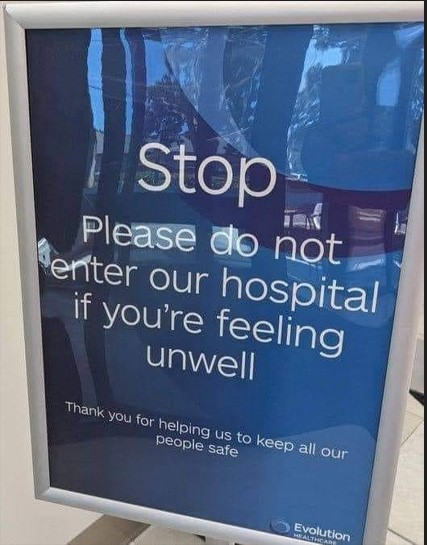 Stop
Please do not
enter our hospital
if you're feeling
unwell
Thank you for helping us to keep all our
people safe
Evolution
HEALTHCARE